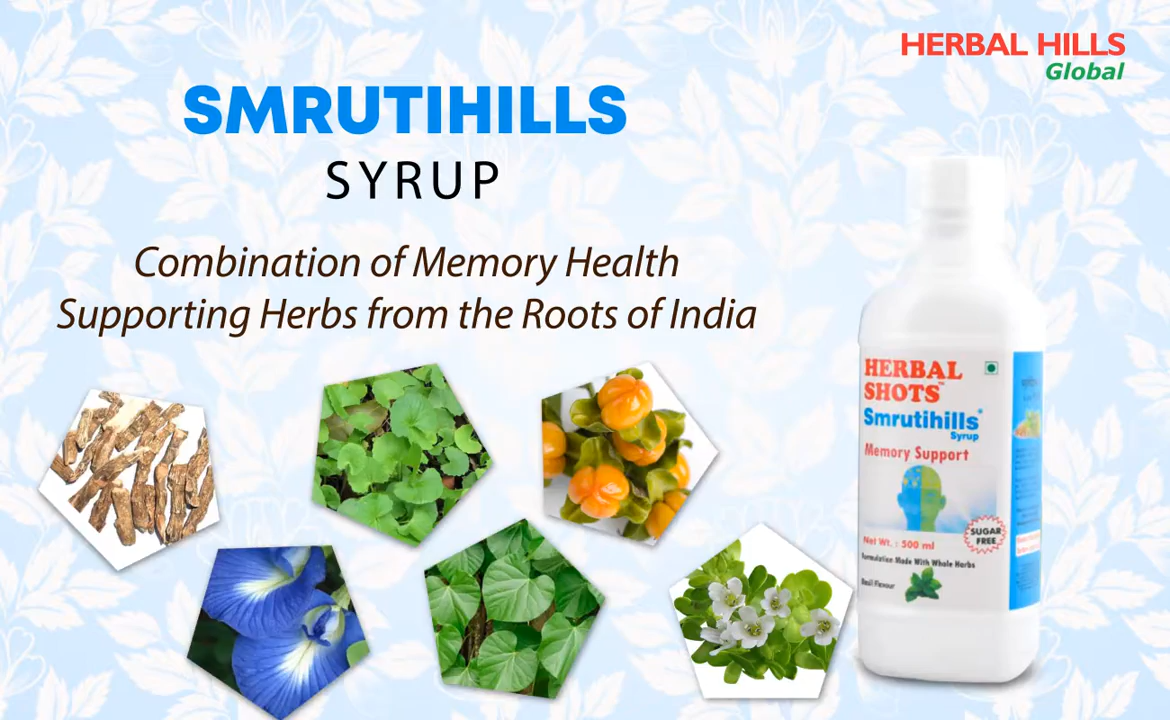 HERBAL HILLS
Global
SMRUTIHILLS
SYRUP
Combination of Memory Health
Supporting Herbs from the Roots of India
HERBAL
SHOTS™
Smrutihills®
Syrup
Memory Support
SUGAR
FREE
Net Wt. : 500 ml
Formulation Made With Whole Herbs
Basil Flavour